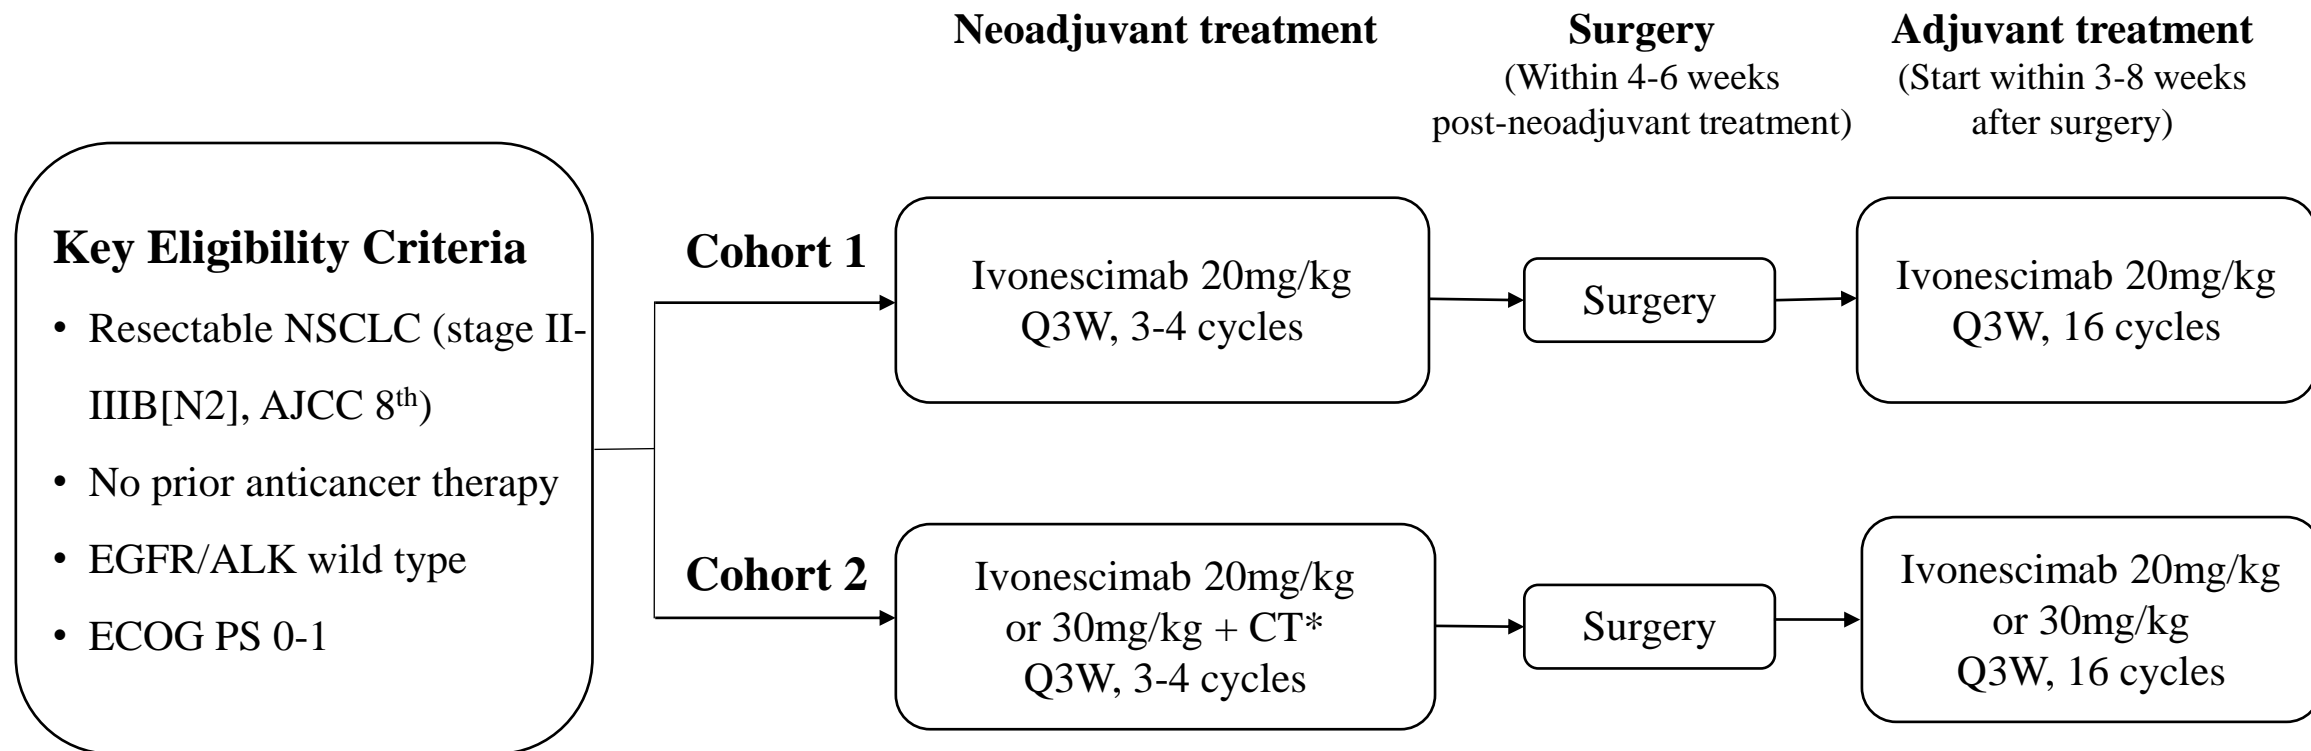 Neoadjuvant treatment
Surgery
(Within 4-6 weeks
post-neoadjuvant treatment)
Adjuvant treatment
(Start within 3-8 weeks
after surgery)
Key Eligibility Criteria
• Resectable NSCLC (stage II-
IIIB[N2], AJCC 8th)
• No prior anticancer therapy
• EGFR/ALK wild type
• ECOG PS 0-1
Cohort 1
Ivonescimab 20mg/kg
Q3W, 3-4 cycles
Surgery
Ivonescimab 20mg/kg
Q3W, 16 cycles
Cohort 2
Ivonescimab 20mg/kg
or 30mg/kg + CT*
Q3W, 3-4 cycles
Surgery
Ivonescimab 20mg/kg
or 30mg/kg
Q3W, 16 cycles